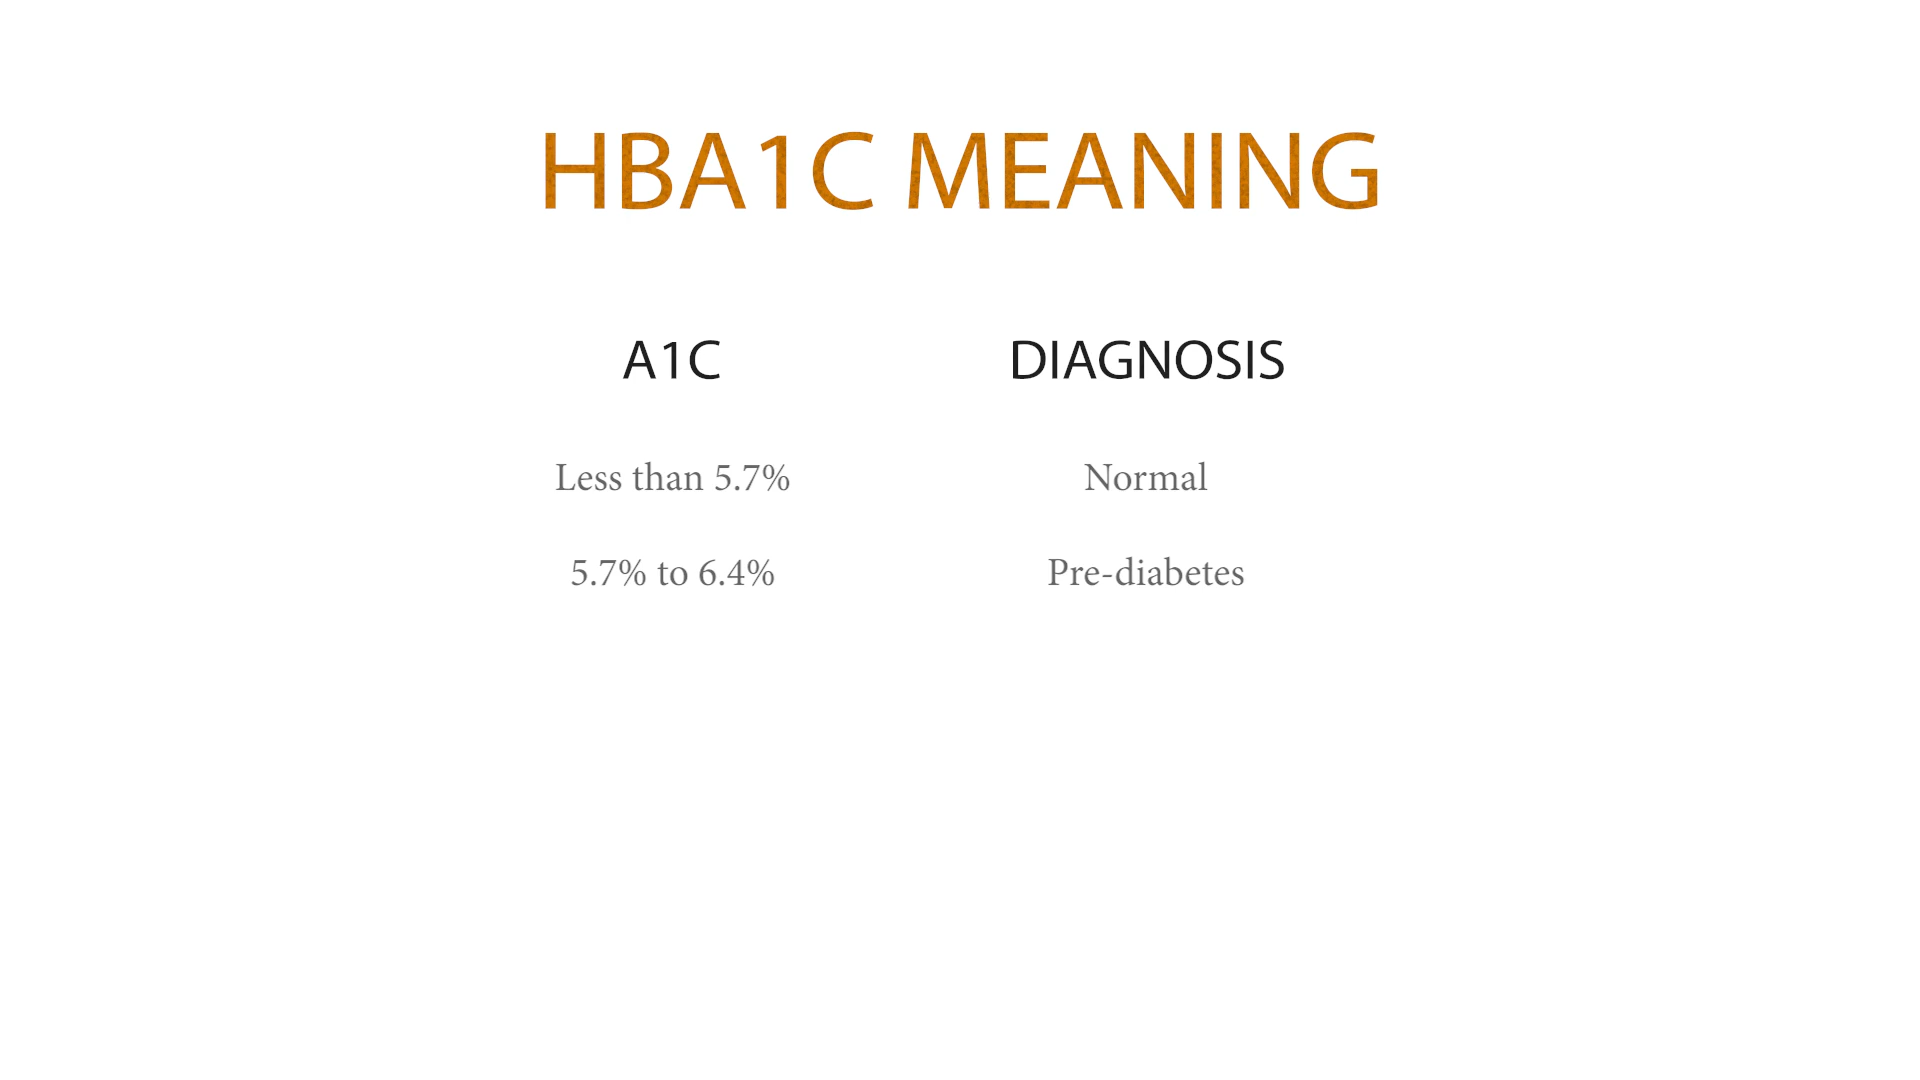 HBA1C MEANING
A1C DIAGNOSIS
Less than 5.7% Normal
5.7% to 6.4% Pre-diabetes